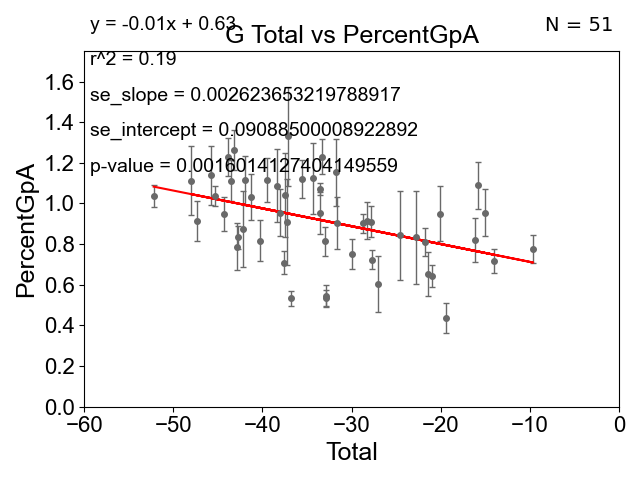 y = -0.01x + 0.63
N = 51
G Total vs PercentGpA
r^2 = 0.19
se_slope = 0.002623653219788917
se_intercept = 0.09088500008922892
p-value = 0.0016014127404149559
PercentGpA
1.6
1.4
1.2
1.0
0.8
0.6
0.4
0.2
0.0
−60 −50 −40 −30 −20 −10 0
Total